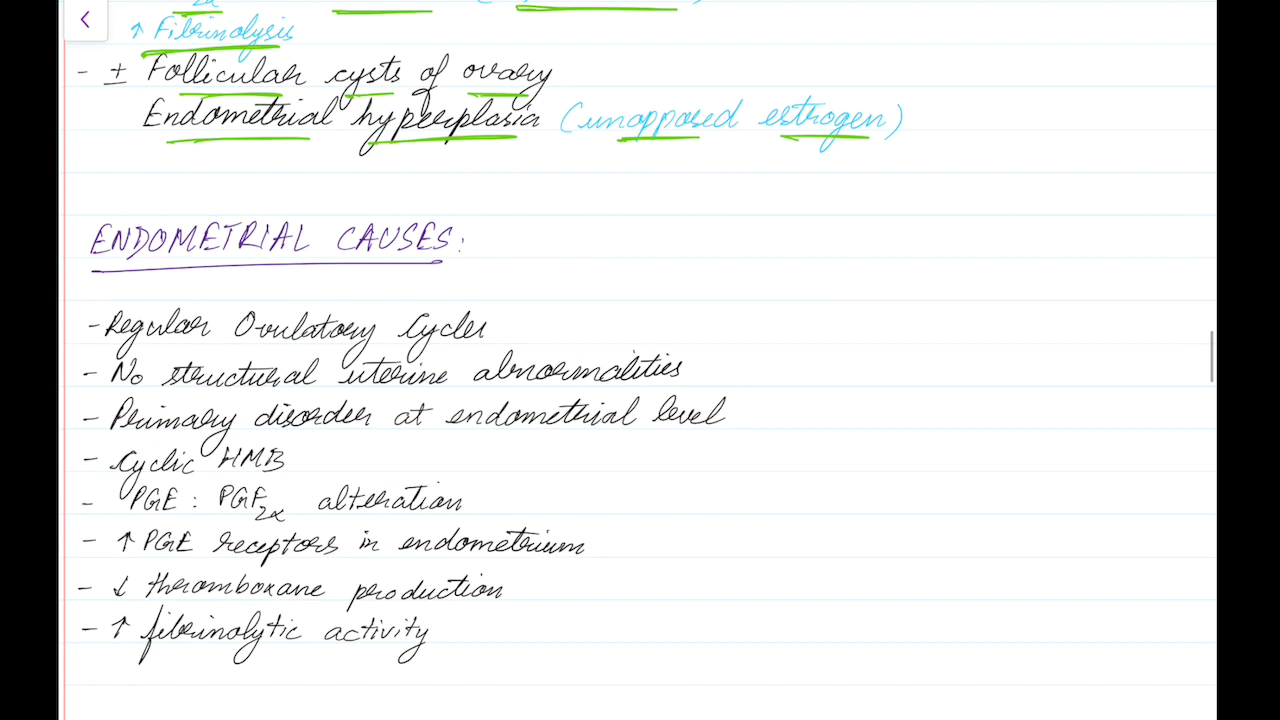 2α
↑ Fibrinolysis
- ± Follicular cysts of ovary
Endometrial hyperplasia (unopposed estrogen)
ENDOMETRIAL CAUSES:
- Regular Ovulatory Cycles
- No structural uterine abnormalities
- Primary disorder at endometrial level
- Cyclic HMB
- PGE : PGF2α alteration
- ↑ PGE receptors in endometrium
- ↓ thromboxane production
- ↑ fibrinolytic activity